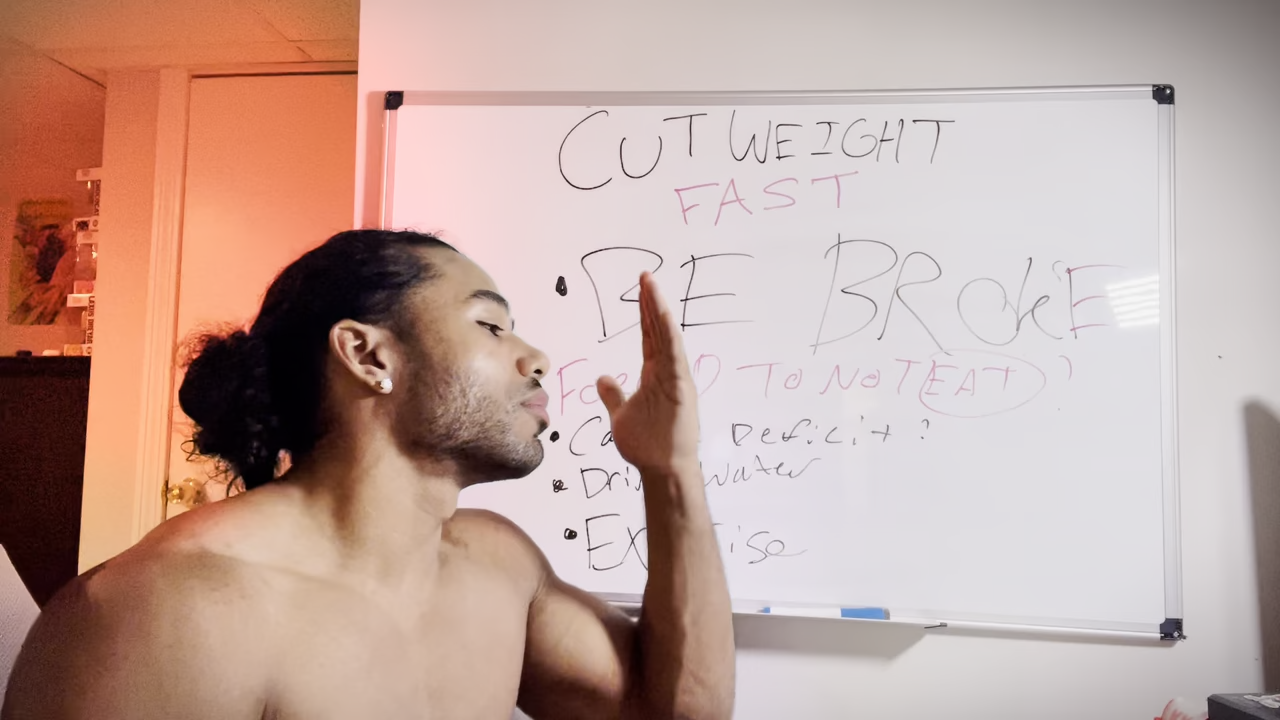 CUT WEIGHT
FAST
• BE BROkE
TO NOT EAT ?
• Deficit ?
• Water
•